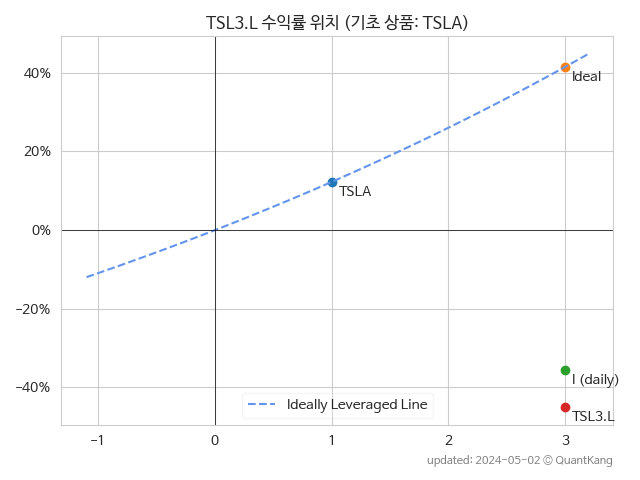 TSL3.L 수익률 위치 (기초 상품: TSLA)
40%
Ideal
20%
TSLA
0%
−20%
I (daily)
−40%
Ideally Leveraged Line
TSL3.L
−1
0
1
2
3
updated: 2024-05-02 © QuantKang